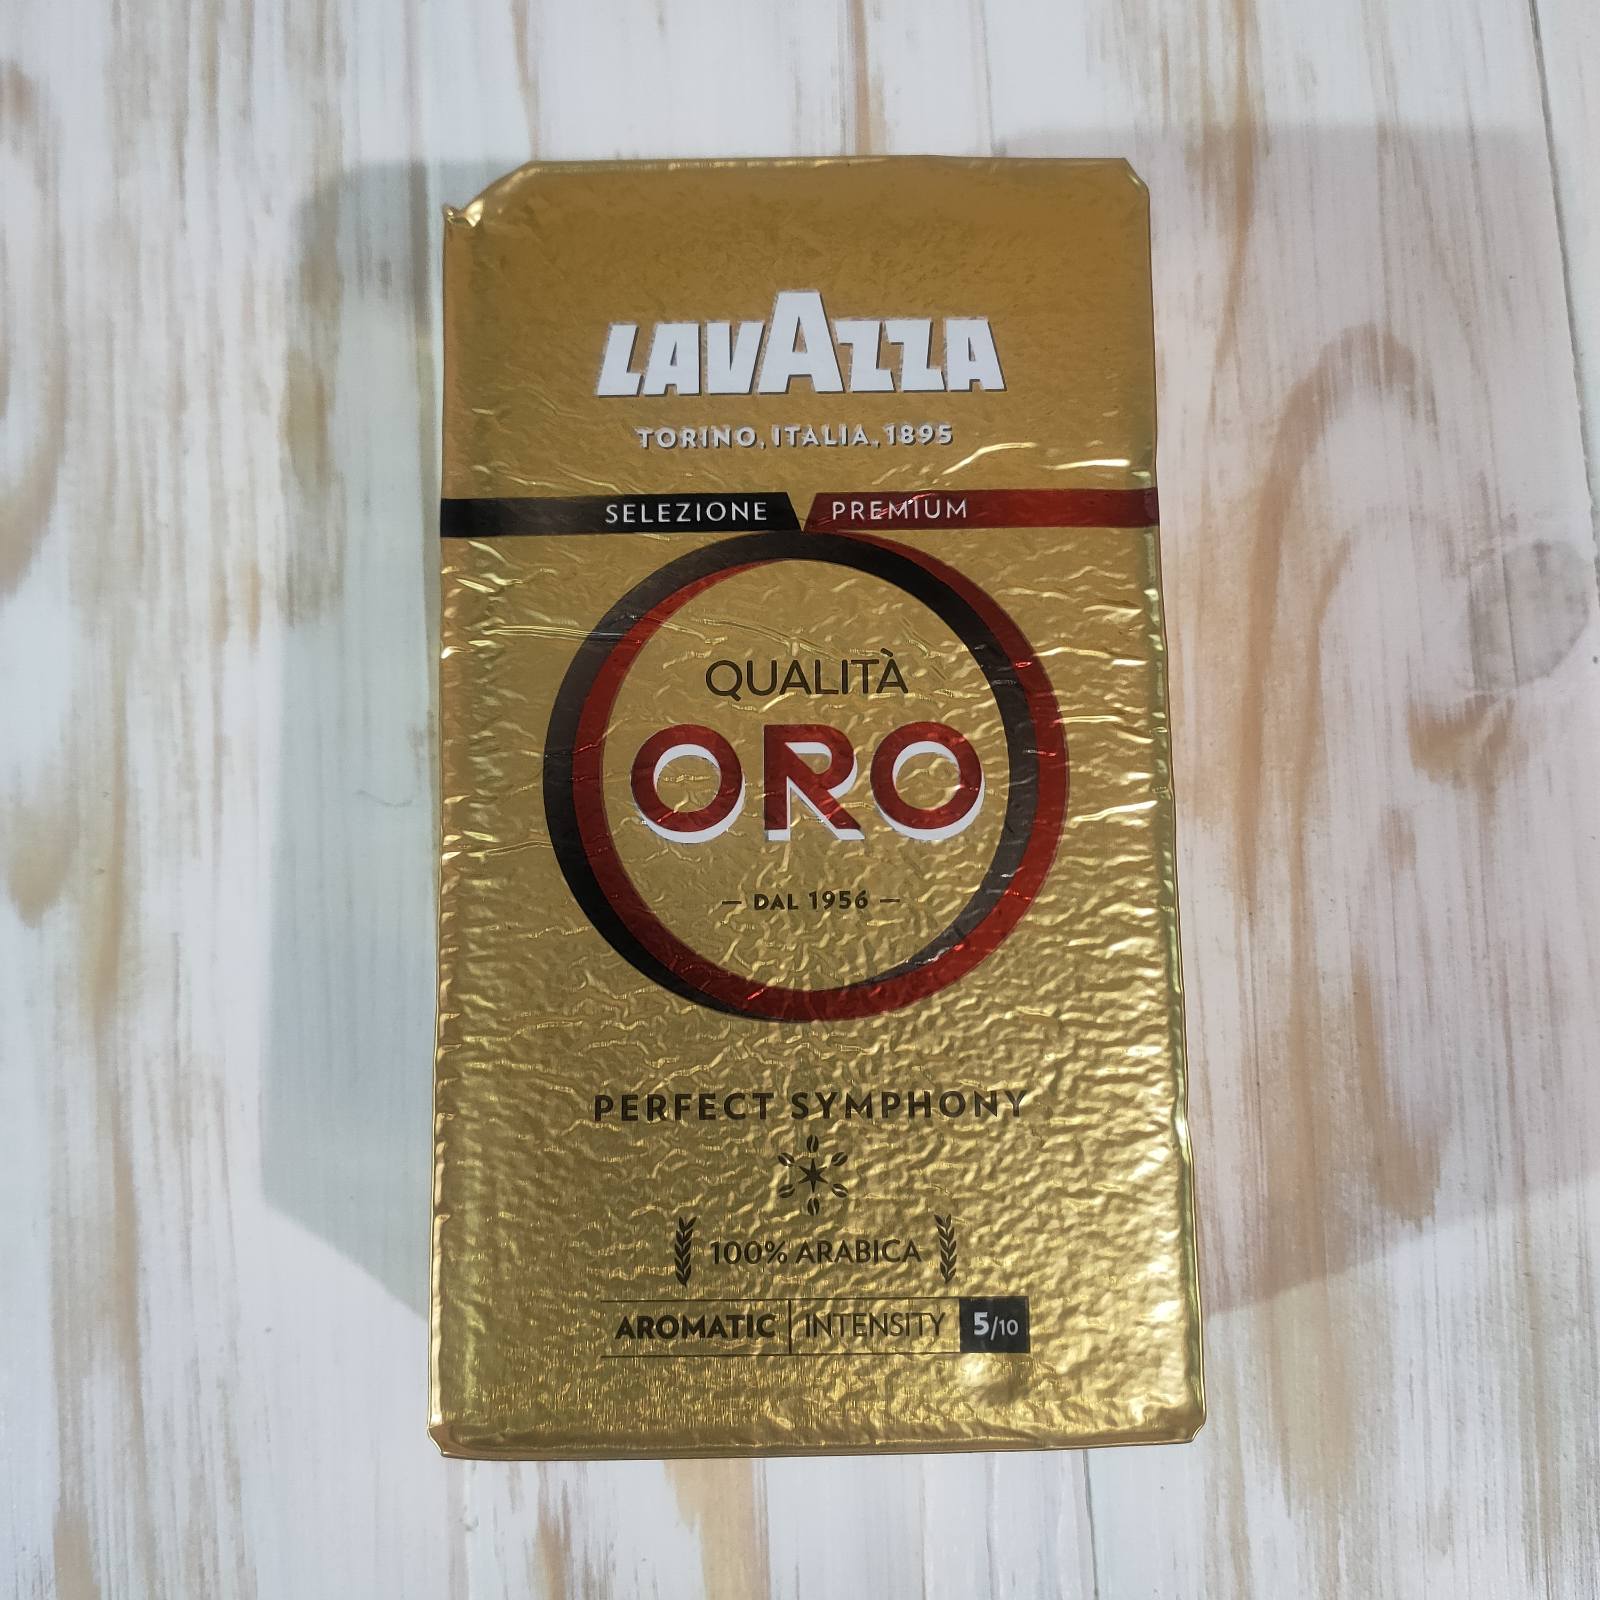 LAVAZZA
TORINO, ITALIA, 1895
SELEZIONE PREMIUM
QUALITÀ
ORO
— DAL 1956 —
PERFECT SYMPHONY
100% ARABICA
AROMATIC | INTENSITY 5/10